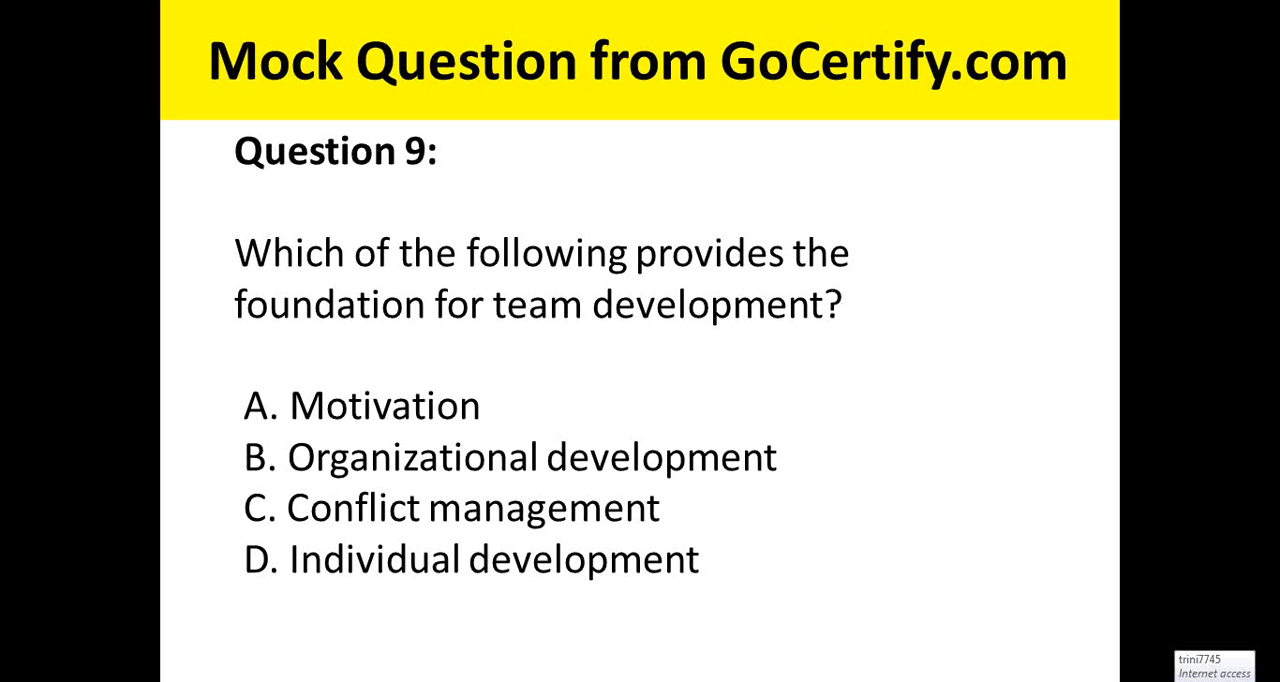 Mock Question from GoCertify.com
Question 9:
Which of the following provides the
foundation for team development?
A. Motivation
B. Organizational development
C. Conflict management
D. Individual development
trini7745
Internet access